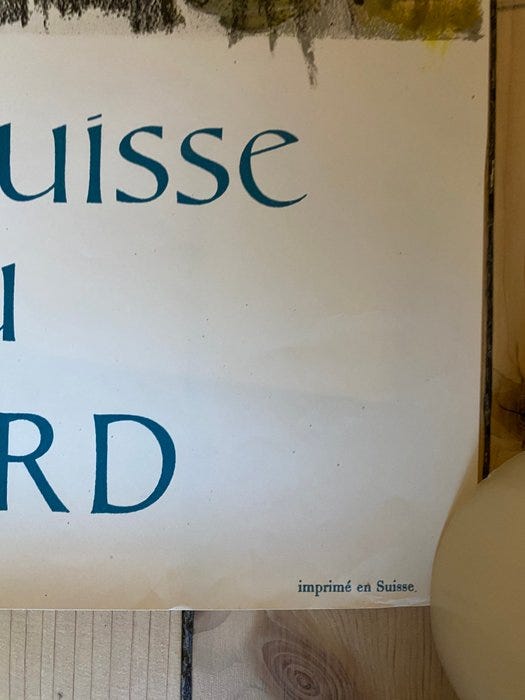 uisse
u
RD
imprimé en Suisse.